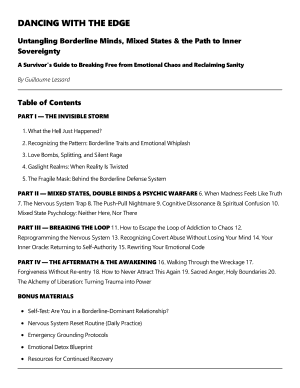 DANCING WITH THE EDGE
Untangling Borderline Minds, Mixed States & the Path to Inner
Sovereignty
A Survivor's Guide to Breaking Free from Emotional Chaos and Reclaiming Sanity
By Guillaume Lessard
Table of Contents
PART I — THE INVISIBLE STORM
1. What the Hell Just Happened?
2. Recognizing the Pattern: Borderline Traits and Emotional Whiplash
3. Love Bombs, Splitting, and Silent Rage
4. Gaslight Realms: When Reality Is Twisted
5. The Fragile Mask: Behind the Borderline Defense System
PART II — MIXED STATES, DOUBLE BINDS & PSYCHIC WARFARE 6. When Madness Feels Like Truth
7. The Nervous System Trap 8. The Push-Pull Nightmare 9. Cognitive Dissonance & Spiritual Confusion 10.
Mixed State Psychology: Neither Here, Nor There
PART III — BREAKING THE LOOP 11. How to Escape the Loop of Addiction to Chaos 12.
Reprogramming the Nervous System 13. Recognizing Covert Abuse Without Losing Your Mind 14. Your
Inner Oracle: Returning to Self-Authority 15. Rewriting Your Emotional Code
PART IV — THE AFTERMATH & THE AWAKENING 16. Walking Through the Wreckage 17.
Forgiveness Without Re-entry 18. How to Never Attract This Again 19. Sacred Anger, Holy Boundaries 20.
The Alchemy of Liberation: Turning Trauma into Power
BONUS MATERIALS
• Self-Test: Are You in a Borderline-Dominant Relationship?
• Nervous System Reset Routine (Daily Practice)
• Emergency Grounding Protocols
• Emotional Detox Blueprint
• Resources for Continued Recovery